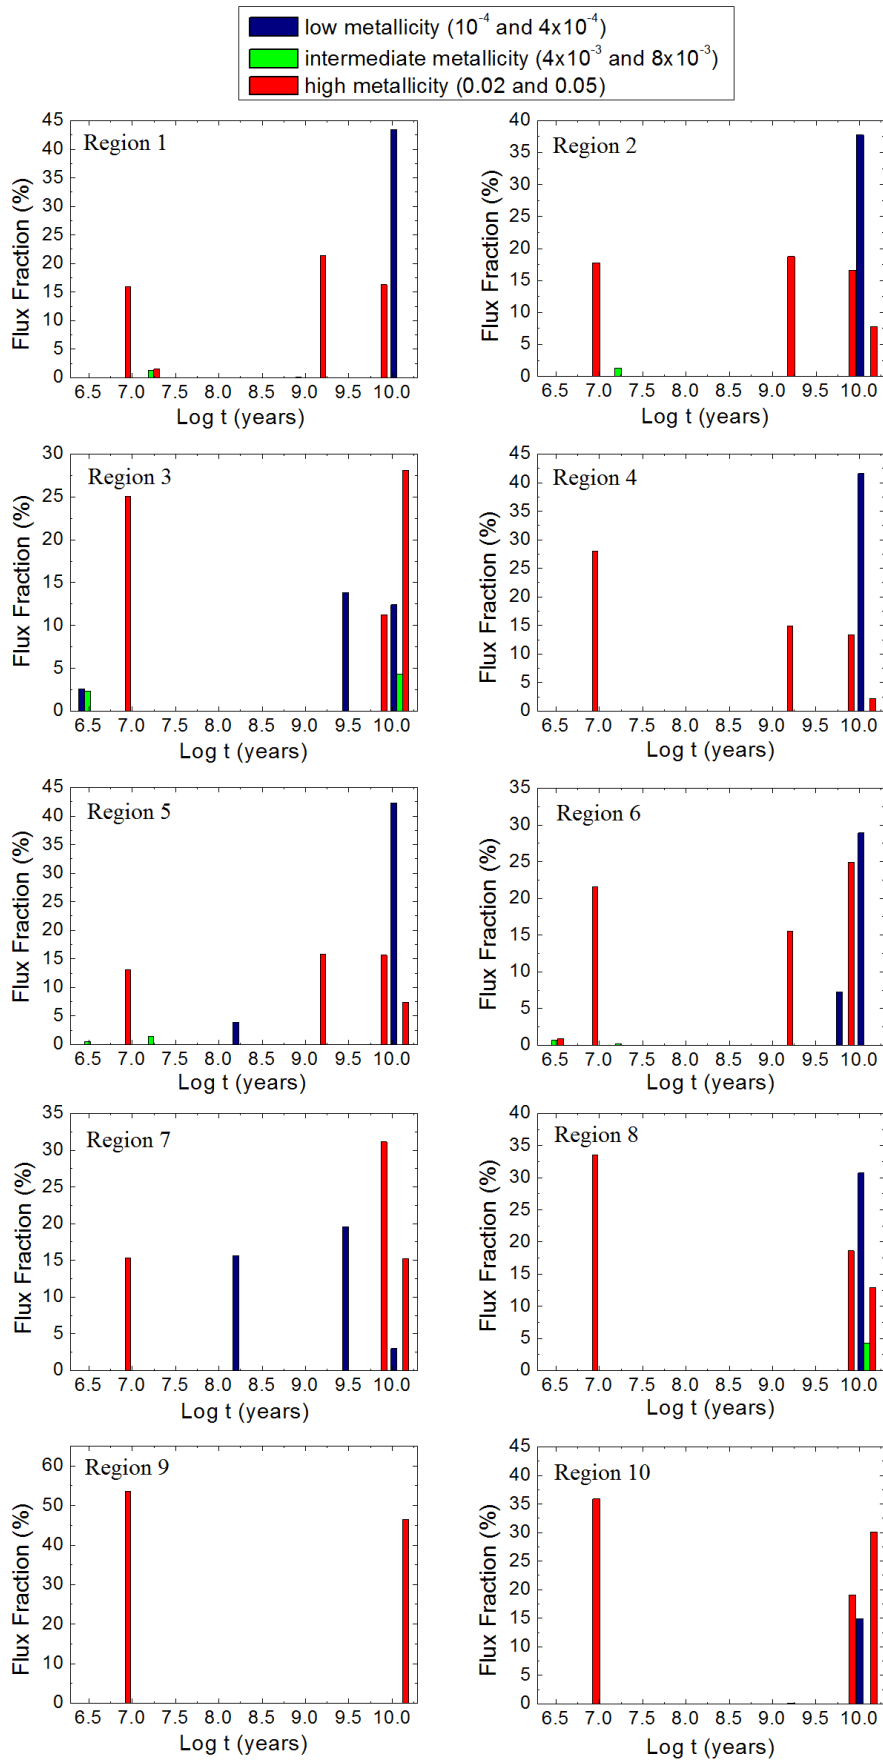 low metallicity (10⁻⁴ and 4x10⁻⁴)
intermediate metallicity (4x10⁻³ and 8x10⁻³)
high metallicity (0.02 and 0.05)
Region 1
Flux Fraction (%)
45
40
35
30
25
20
15
10
5
0
6.5 7.0 7.5 8.0 8.5 9.0 9.5 10.0
Log t (years)
Region 2
Flux Fraction (%)
40
35
30
25
20
15
10
5
0
6.5 7.0 7.5 8.0 8.5 9.0 9.5 10.0
Log t (years)
Region 3
Flux Fraction (%)
30
25
20
15
10
5
0
6.5 7.0 7.5 8.0 8.5 9.0 9.5 10.0
Log t (years)
Region 4
Flux Fraction (%)
45
40
35
30
25
20
15
10
5
0
6.5 7.0 7.5 8.0 8.5 9.0 9.5 10.0
Log t (years)
Region 5
Flux Fraction (%)
45
40
35
30
25
20
15
10
5
0
6.5 7.0 7.5 8.0 8.5 9.0 9.5 10.0
Log t (years)
Region 6
Flux Fraction (%)
35
30
25
20
15
10
5
0
6.5 7.0 7.5 8.0 8.5 9.0 9.5 10.0
Log t (years)
Region 7
Flux Fraction (%)
35
30
25
20
15
10
5
0
6.5 7.0 7.5 8.0 8.5 9.0 9.5 10.0
Log t (years)
Region 8
Flux Fraction (%)
40
35
30
25
20
15
10
5
0
6.5 7.0 7.5 8.0 8.5 9.0 9.5 10.0
Log t (years)
Region 9
Flux Fraction (%)
60
50
40
30
20
10
0
6.5 7.0 7.5 8.0 8.5 9.0 9.5 10.0
Log t (years)
Region 10
Flux Fraction (%)
45
40
35
30
25
20
15
10
5
0
6.5 7.0 7.5 8.0 8.5 9.0 9.5 10.0
Log t (years)